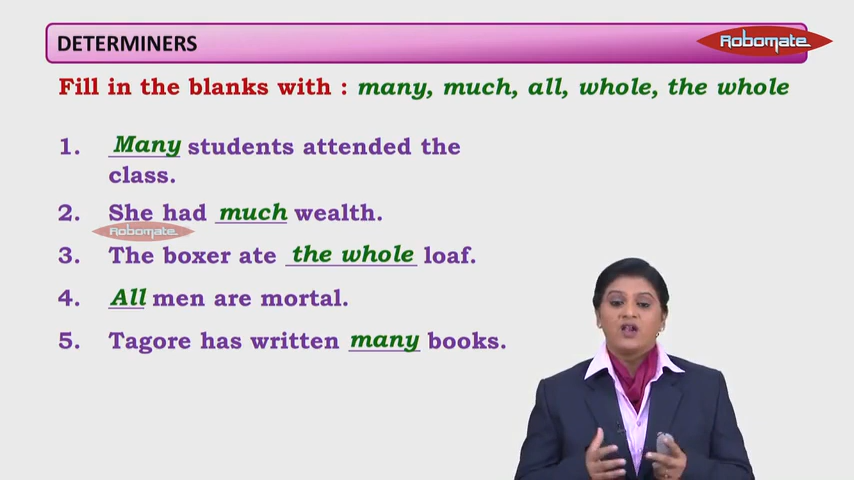 DETERMINERS
Robomate
Fill in the blanks with : many, much, all, whole, the whole
1. Many students attended the
class.
2. She had much wealth.
Robomate
3. The boxer ate the whole loaf.
4. All men are mortal.
5. Tagore has written many books.